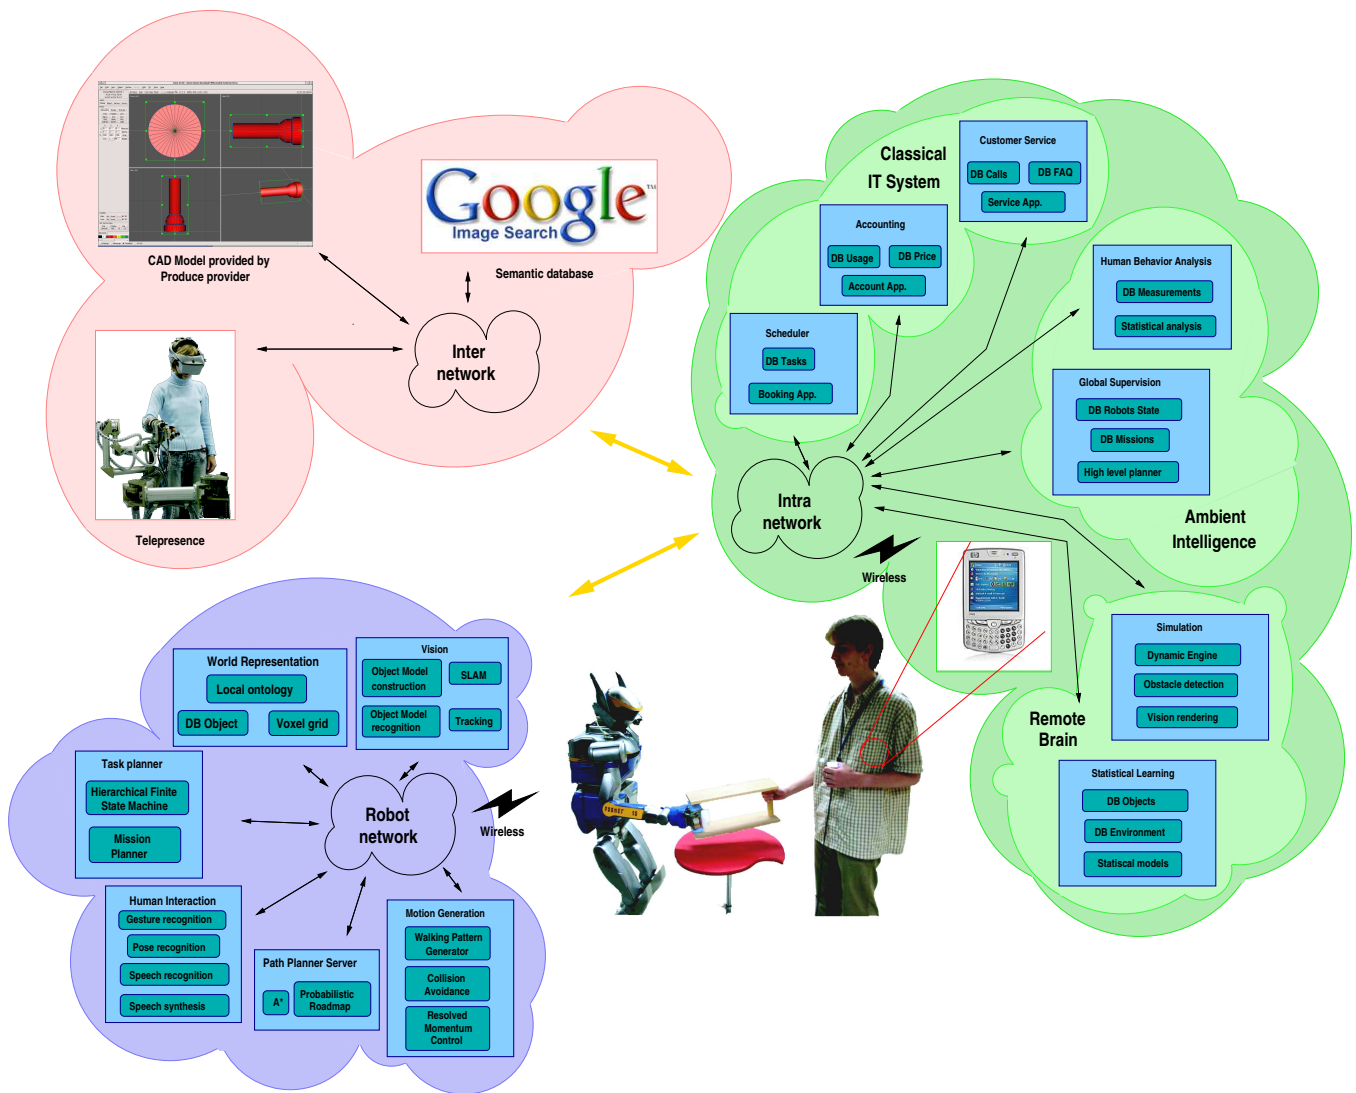 CAD Model provided by
Produce provider
Google™
Image Search
Semantic database
Inter
network
Telepresence
Classical
IT System
Customer Service
DB Calls
DB FAQ
Service App.
Accounting
DB Usage
DB Price
Account App.
Scheduler
DB Tasks
Booking App.
Human Behavior Analysis
DB Measurements
Statistical analysis
Global Supervision
DB Robots State
DB Missions
High level planner
Ambient
Intelligence
Intra
network
Wireless
Simulation
Dynamic Engine
Obstacle detection
Vision rendering
Remote
Brain
Statistical Learning
DB Objects
DB Environment
Statiscal models
World Representation
Local ontology
DB Object
Voxel grid
Vision
Object Model
construction
SLAM
Object Model
recognition
Tracking
Task planner
Hierarchical Finite
State Machine
Mission
Planner
Robot
network
Wireless
Human Interaction
Gesture recognition
Pose recognition
Speech recognition
Speech synthesis
Path Planner Server
A*
Probabilistic
Roadmap
Motion Generation
Walking Pattern
Generator
Collision
Avoidance
Resolved
Momentum
Control